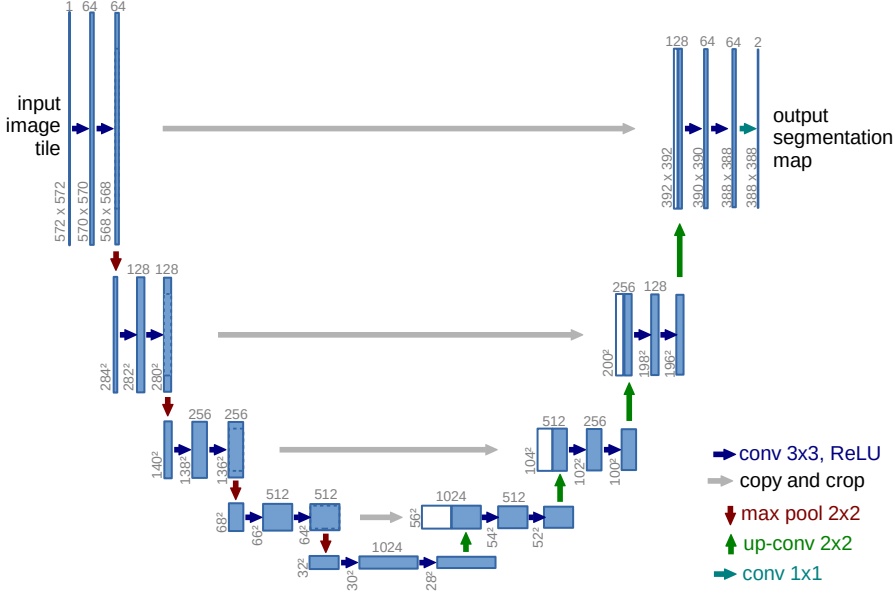 1 64 64
128 64 64 2
input
image
tile
output
segmentation
map
572 x 572
570 x 570
568 x 568
392 x 392
390 x 390
388 x 388
388 x 388
128 128
256 128
284²
282²
280²
200²
198²
196²
256 256
512 256
140²
138²
136²
104²
102²
100²
512 512
1024 512
68²
66²
64²
56²
54²
52²
1024
32²
30²
28²
conv 3x3, ReLU
copy and crop
max pool 2x2
up-conv 2x2
conv 1x1